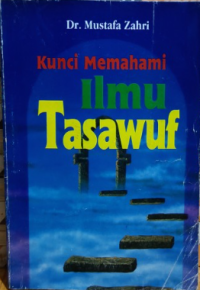 Dr. Mustafa Zahri
Kunci Memahami
Ilmu
Tasawuf